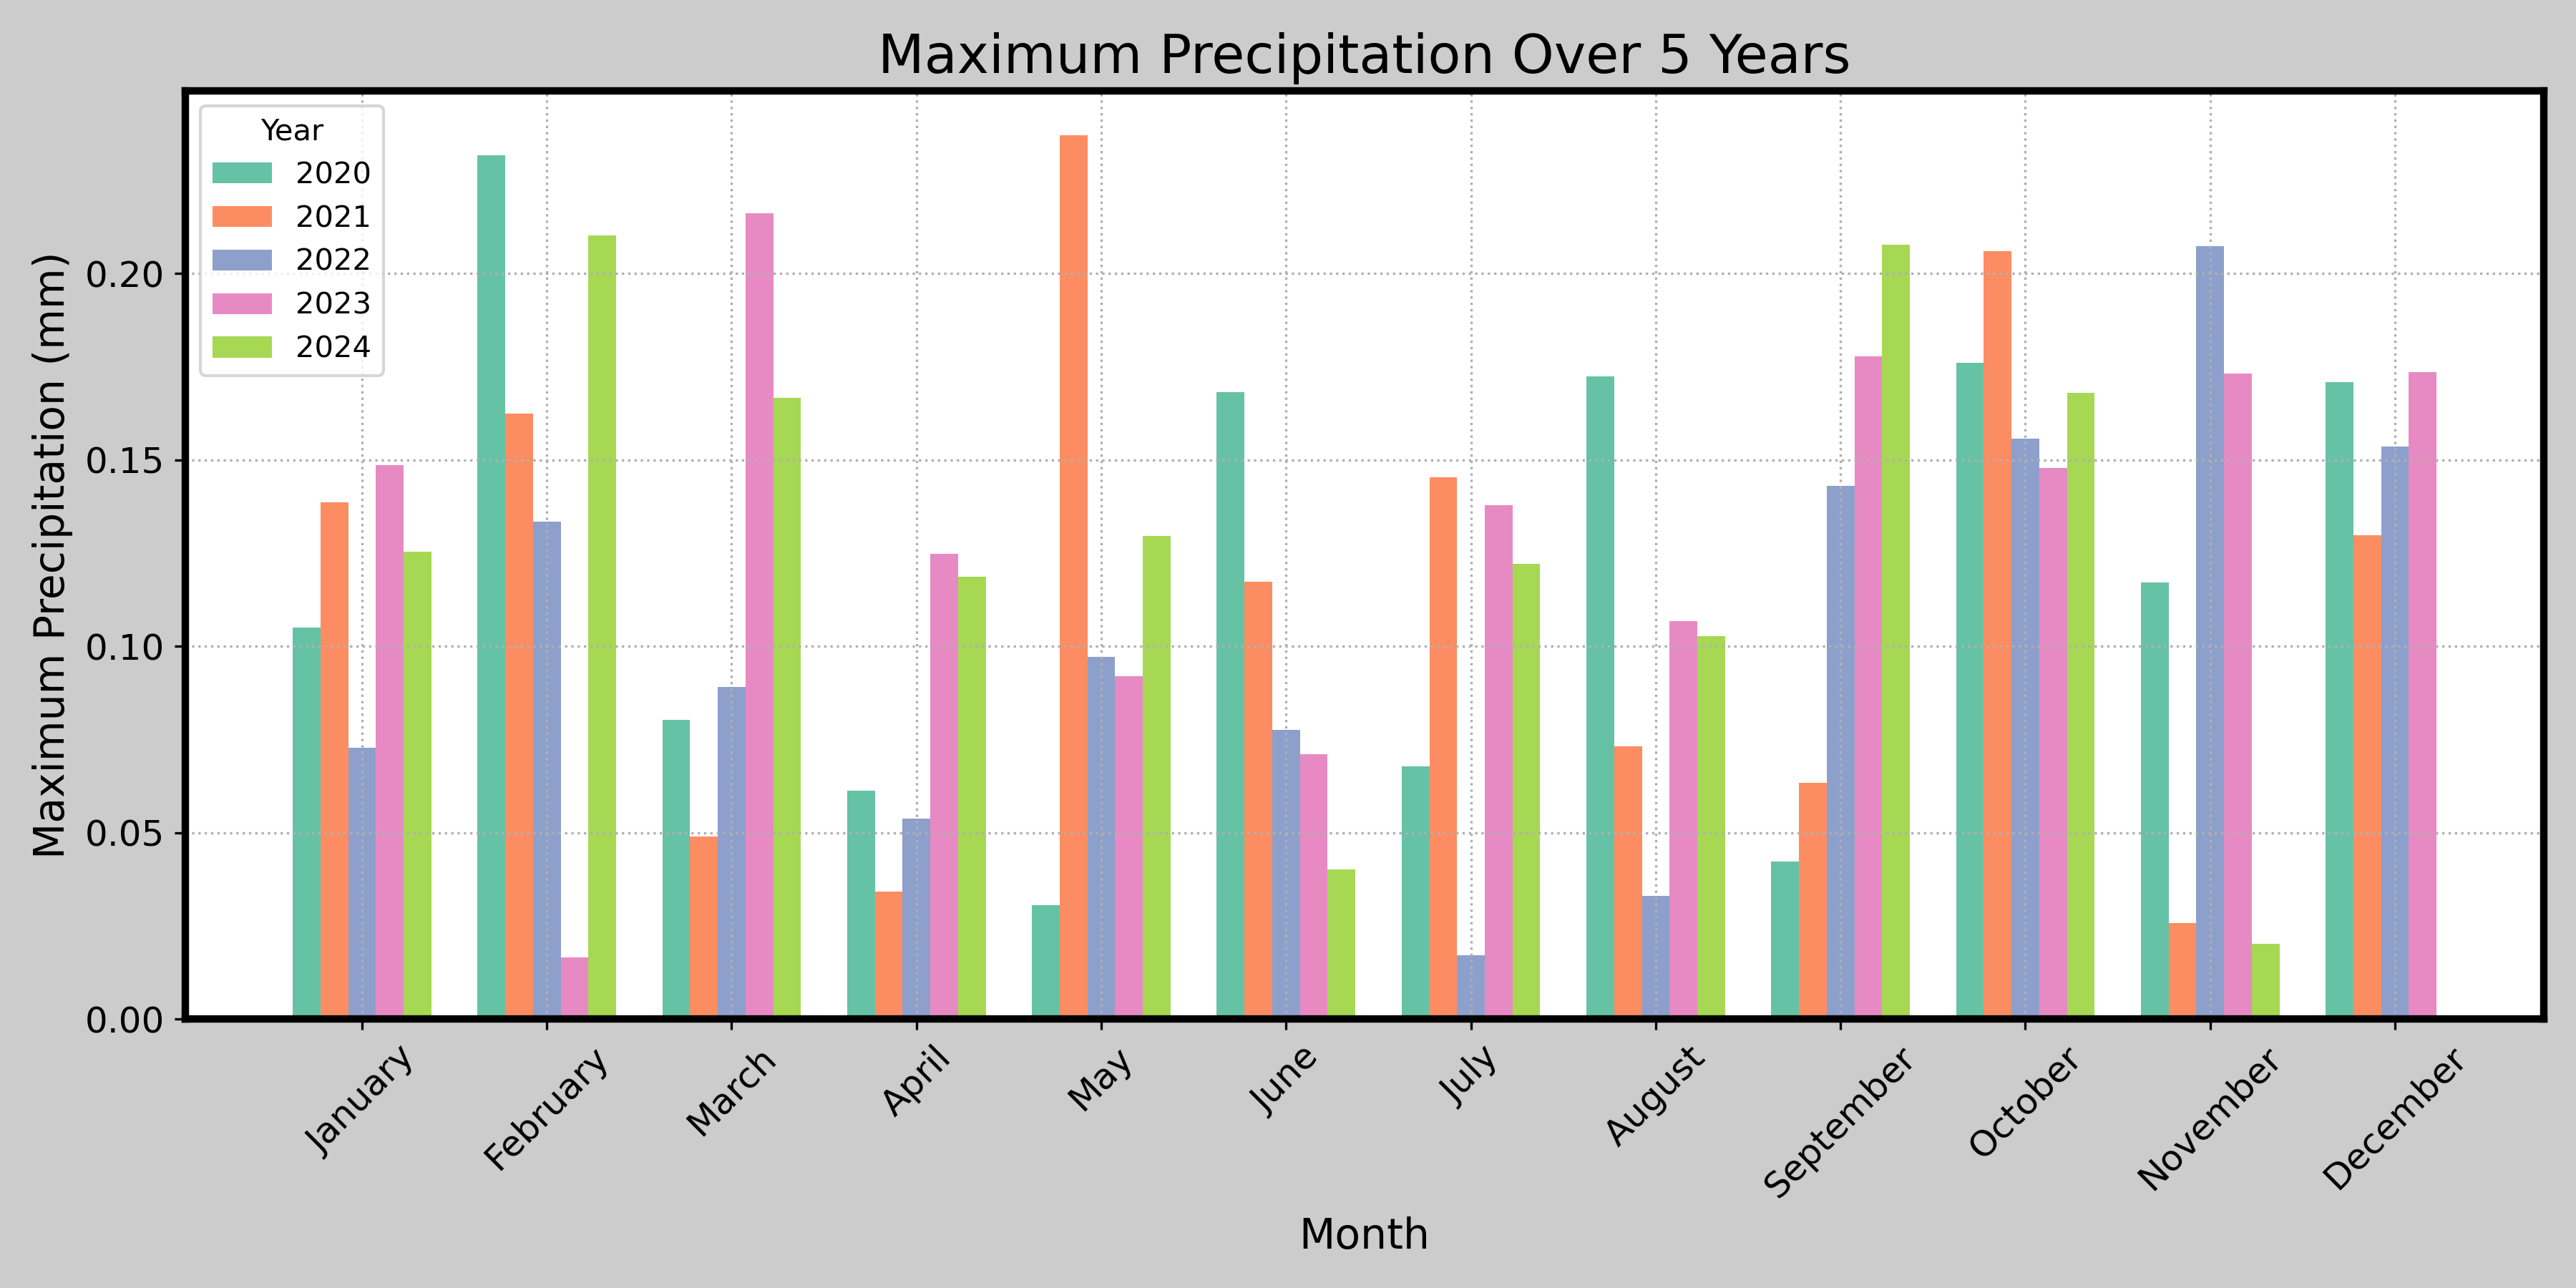 Maximum Precipitation Over 5 Years
Year
2020
2021
2022
2023
2024
Maximum Precipitation (mm)
0.20
0.15
0.10
0.05
0.00
January
February
March
April
May
June
July
August
September
October
November
December
Month